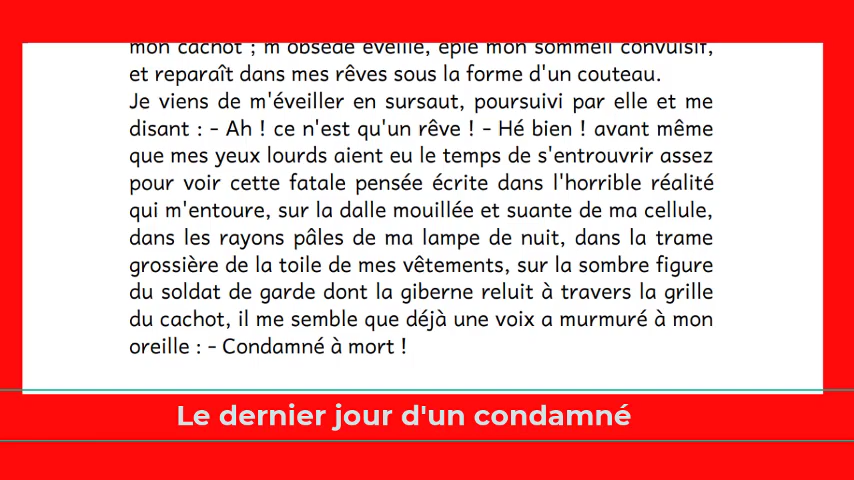 mon cachot ; m'obsède éveillé, épie mon sommeil convulsif,
et reparaît dans mes rêves sous la forme d'un couteau.
Je viens de m'éveiller en sursaut, poursuivi par elle et me
disant : - Ah ! ce n'est qu'un rêve ! - Hé bien ! avant même
que mes yeux lourds aient eu le temps de s'entrouvrir assez
pour voir cette fatale pensée écrite dans l'horrible réalité
qui m'entoure, sur la dalle mouillée et suante de ma cellule,
dans les rayons pâles de ma lampe de nuit, dans la trame
grossière de la toile de mes vêtements, sur la sombre figure
du soldat de garde dont la giberne reluit à travers la grille
du cachot, il me semble que déjà une voix a murmuré à mon
oreille : - Condamné à mort !
Le dernier jour d'un condamné